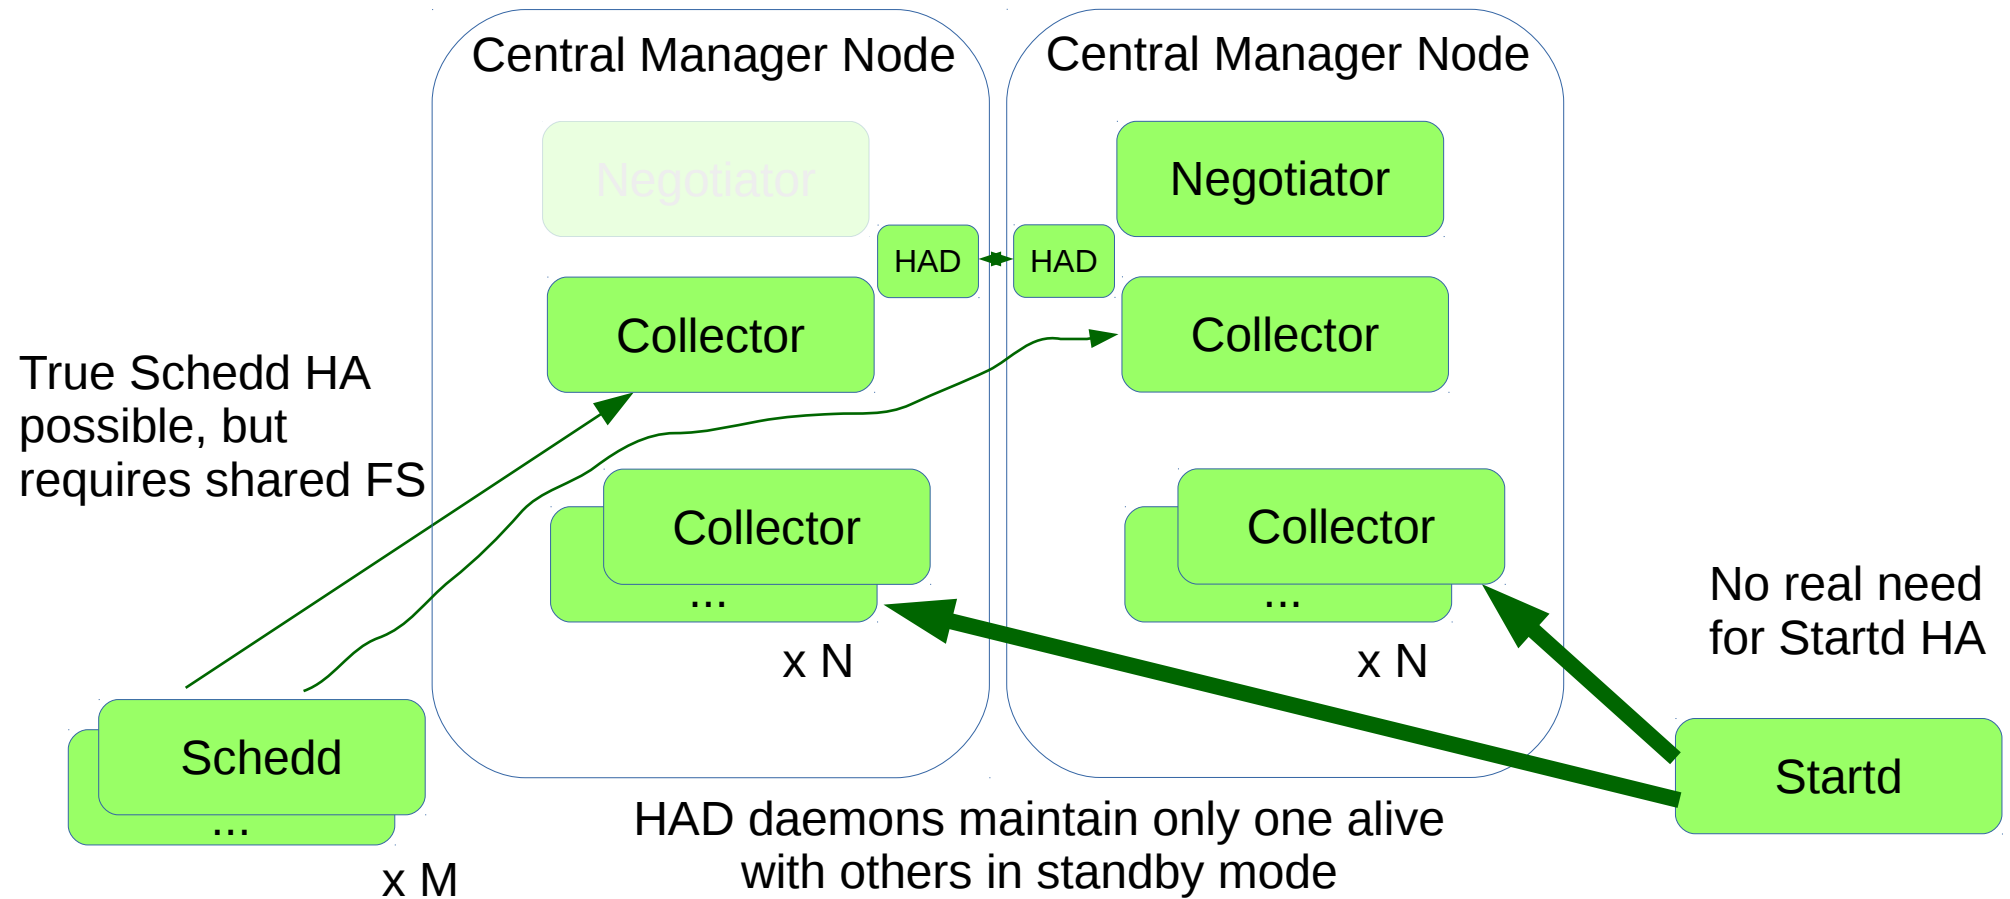 Central Manager Node
Central Manager Node
Negotiator
Negotiator
HAD
HAD
Collector
Collector
True Schedd HA
possible, but
requires shared FS
Collector
Collector
...
...
x N
x N
No real need
for Startd HA
Schedd
...
x M
Startd
HAD daemons maintain only one alive
with others in standby mode